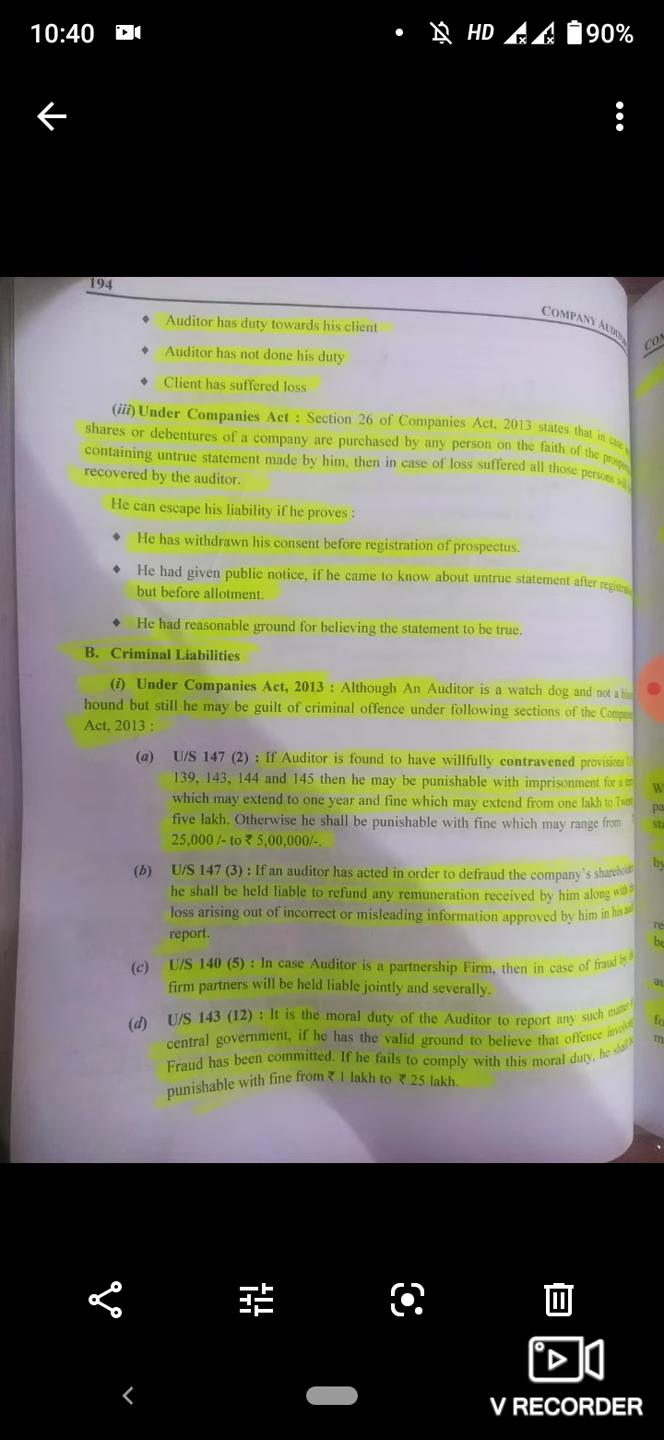 10:40
HD
90%
194
COMPANY
Auditor has duty towards his client
Auditor has not done his duty
Client has suffered loss
(iii) Under Companies Act : Section 26 of Companies Act, 2013 states that in case
shares or debentures of a company are purchased by any person on the faith of the
containing untrue statement made by him, then in case of loss suffered all those persons
recovered by the auditor.
He can escape his liability if he proves :
He has withdrawn his consent before registration of prospectus.
He had given public notice, if he came to know about untrue statement after
but before allotment.
He had reasonable ground for believing the statement to be true.
B. Criminal Liabilities
(i) Under Companies Act, 2013 : Although An Auditor is a watch dog and not a
hound but still he may be guilt of criminal offence under following sections of the
Act, 2013 :
(a) U/S 147 (2) : If Auditor is found to have willfully contravened provisions
139, 143, 144 and 145 then he may be punishable with imprisonment for a
which may extend to one year and fine which may extend from one lakh to
five lakh. Otherwise he shall be punishable with fine which may range from
25,000 /- to ₹ 5,00,000/-.
(b) U/S 147 (3) : If an auditor has acted in order to defraud the company's
he shall be held liable to refund any remuneration received by him along with
loss arising out of incorrect or misleading information approved by him in his
report.
(c) U/S 140 (5) : In case Auditor is a partnership Firm, then in case of fraud by
firm partners will be held liable jointly and severally.
(d) U/S 143 (12) : It is the moral duty of the Auditor to report any such matter
central government, if he has the valid ground to believe that offence
Fraud has been committed. If he fails to comply with this moral duty, he
punishable with fine from ₹ 1 lakh to ₹ 25 lakh.
V RECORDER